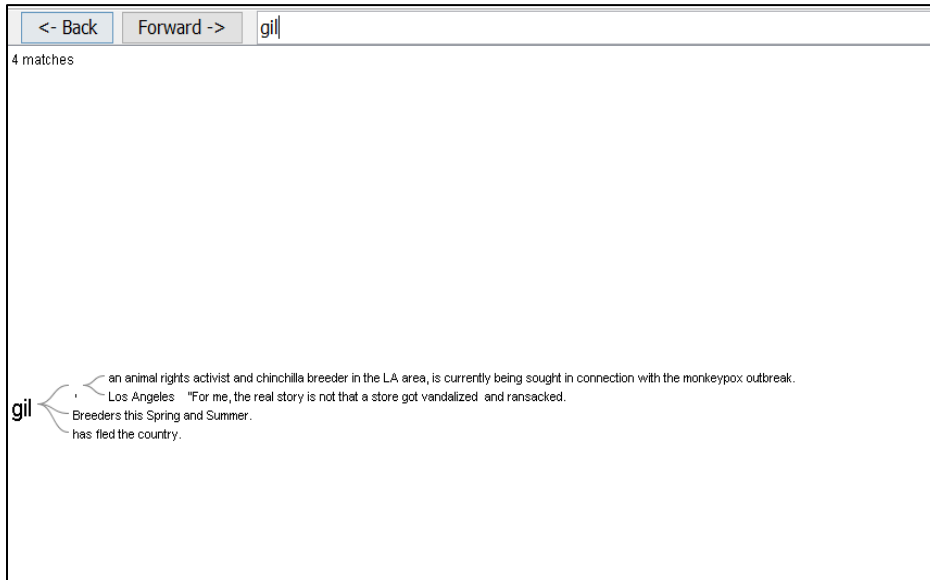 <- Back Forward -> gil
4 matches
an animal rights activist and chinchilla breeder in the LA area, is currently being sought in connection with the monkeypox outbreak.
, Los Angeles "For me, the real story is not that a store got vandalized and ransacked.
gil
Breeders this Spring and Summer.
has fled the country.